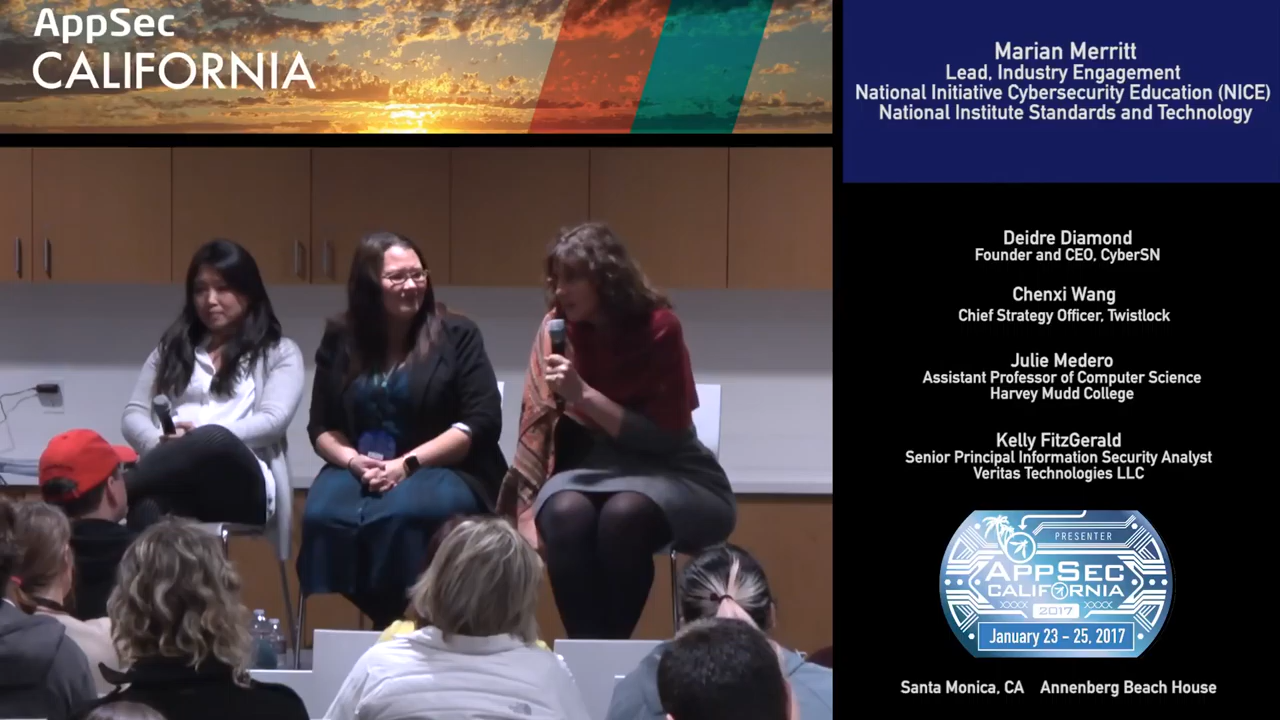 AppSec
CALIFORNIA
Marian Merritt
Lead, Industry Engagement
National Initiative Cybersecurity Education (NICE)
National Institute Standards and Technology
Deidre Diamond
Founder and CEO, CyberSN
Chenxi Wang
Chief Strategy Officer, Twistlock
Julie Medero
Assistant Professor of Computer Science
Harvey Mudd College
Kelly FitzGerald
Senior Principal Information Security Analyst
Veritas Technologies LLC
PRESENTER
APPSEC
CALIFORNIA
XXXX 2017 XXXX
January 23 – 25, 2017
Santa Monica, CA Annenberg Beach House